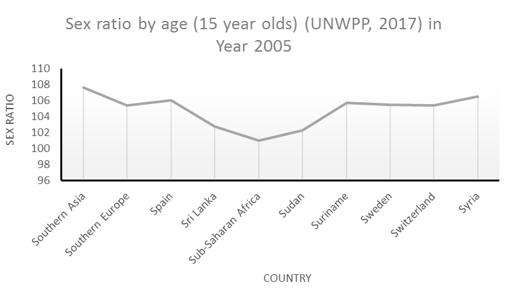 Sex ratio by age (15 year olds) (UNWPP, 2017) in
Year 2005
SEX RATIO
110
108
106
104
102
100
98
96
Southern Asia
Southern Europe
Spain
Sri Lanka
Sub-Saharan Africa
Sudan
Suriname
Sweden
Switzerland
Syria
COUNTRY